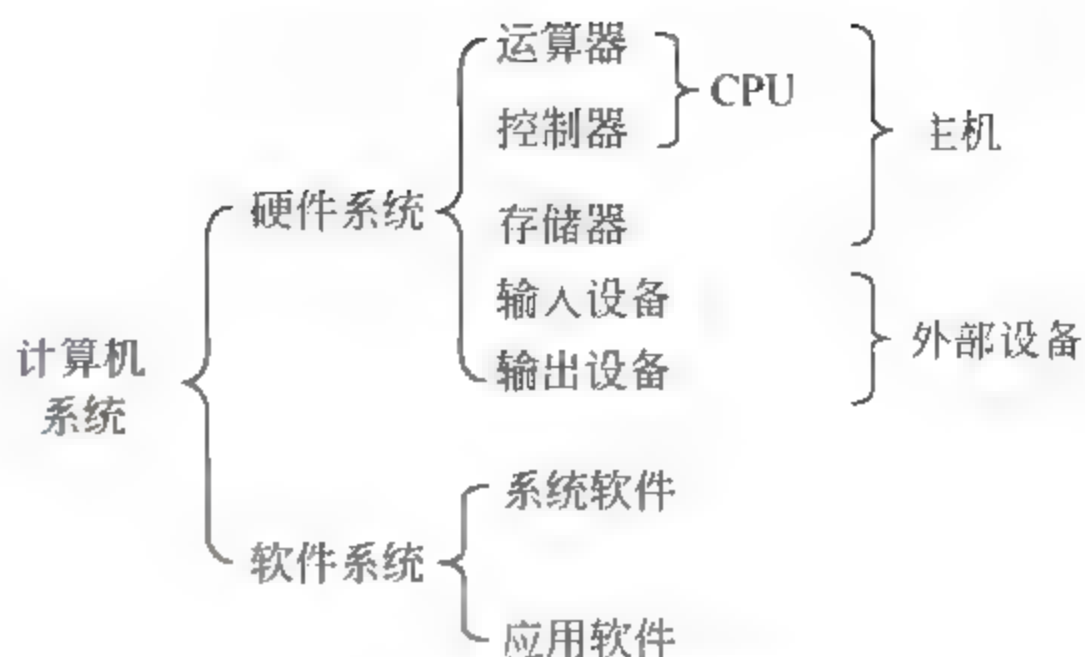 运算器
CPU
控制器
主机
硬件系统
存储器
输入设备
外部设备
输出设备
计算机
系统
系统软件
软件系统
应用软件